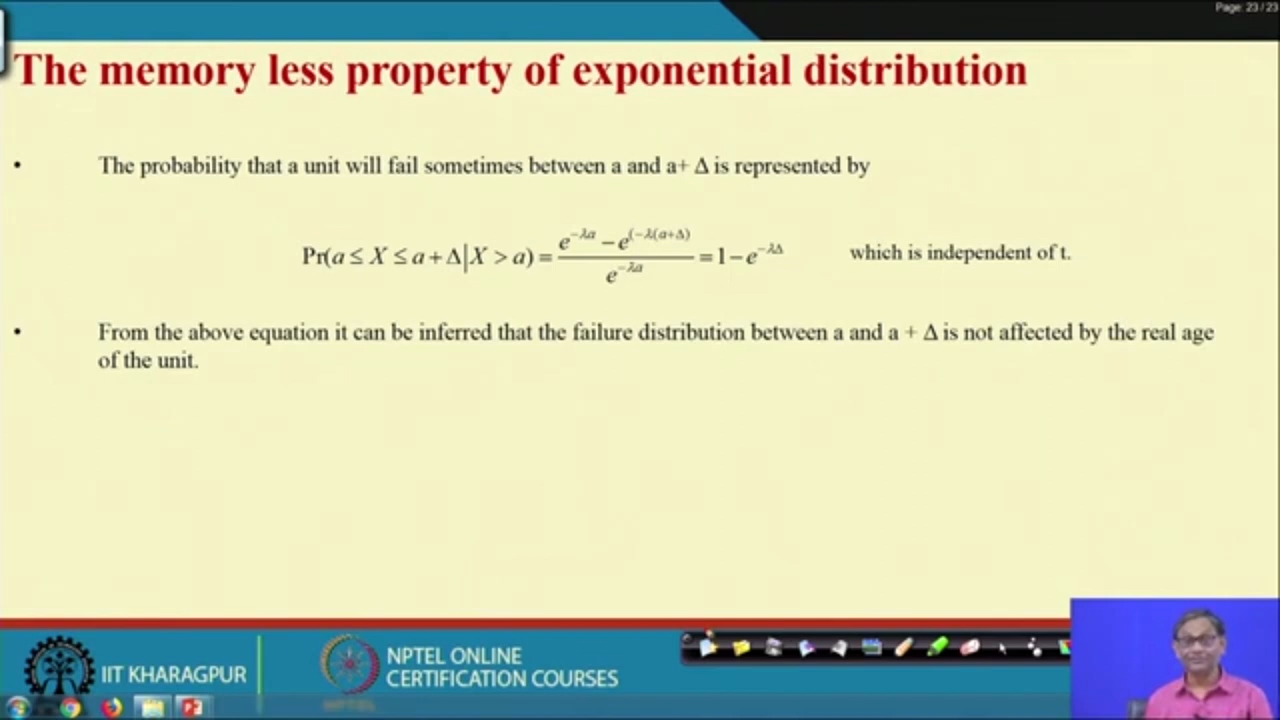 Page: 23 / 23
The memory less property of exponential distribution
• The probability that a unit will fail sometimes between a and a+ Δ is represented by
Pr(a ≤ X ≤ a + Δ|X > a) = (e^{-λa} − e^{(-λ(a+Δ)}) / e^{-λa} = 1 − e^{-λΔ} which is independent of t.
• From the above equation it can be inferred that the failure distribution between a and a + Δ is not affected by the real age
of the unit.
IIT KHARAGPUR
NPTEL ONLINE
CERTIFICATION COURSES